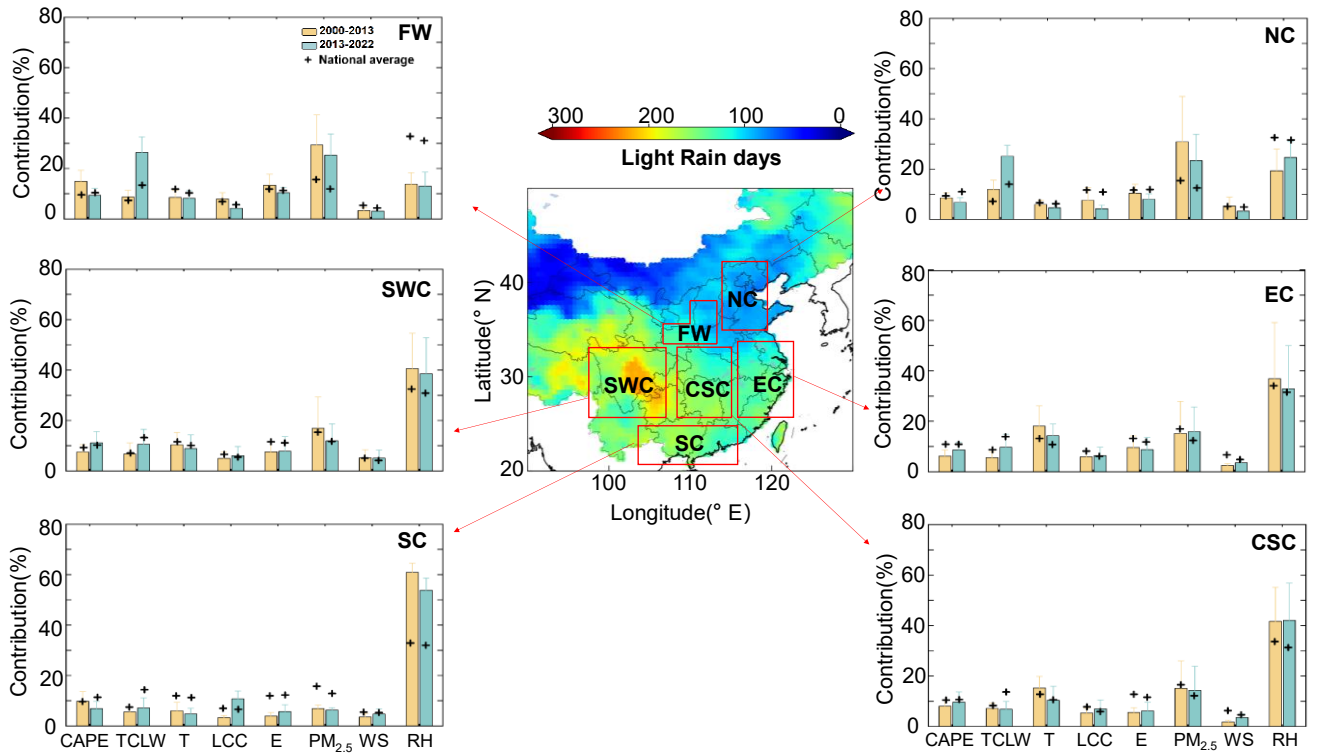 80
60
40
20
0
Contribution(%)
FW
2000-2013
2013-2022
National average
80
60
40
20
0
Contribution(%)
NC
300 200 100 0
Light Rain days
80
60
40
20
0
Contribution(%)
SWC
40
30
20
Latitude(° N)
NC
FW
SWC CSC EC
SC
100 110 120
Longitude(° E)
80
60
40
20
0
Contribution(%)
EC
80
60
40
20
0
Contribution(%)
SC
CAPE TCLW T LCC E PM2.5 WS RH
80
60
40
20
0
Contribution(%)
CSC
CAPE TCLW T LCC E PM2.5 WS RH